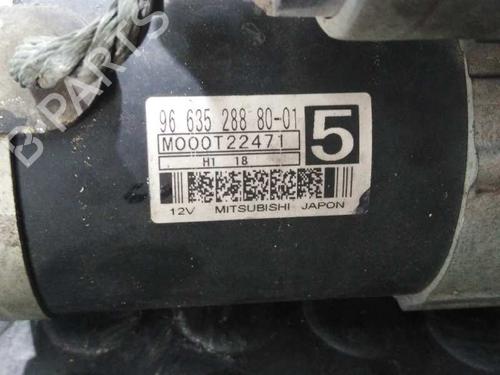 96 635 288 80-01
M000T22471
5
H1 18
12V MITSUBISHI JAPON
B PARTS